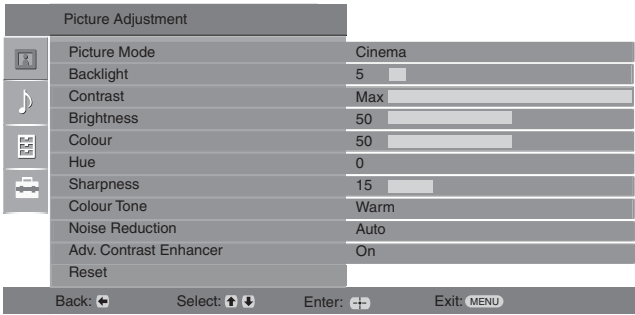 Picture Adjustment
Picture Mode Cinema
Backlight 5
Contrast Max
Brightness 50
Colour 50
Hue 0
Sharpness 15
Colour Tone Warm
Noise Reduction Auto
Adv. Contrast Enhancer On
Reset
Back: Select: Enter: Exit: MENU